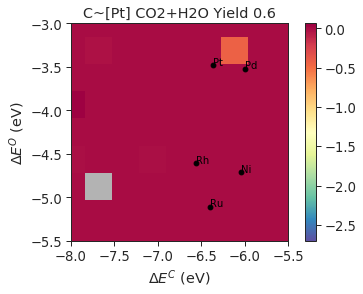 C~[Pt] CO2+H2O Yield 0.6
−3.0
−3.5
−4.0
−4.5
−5.0
−5.5
ΔE^O (eV)
Pt
Pd
Rh
Ni
Ru
−8.0 −7.5 −7.0 −6.5 −6.0 −5.5
ΔE^C (eV)
0.0
−0.5
−1.0
−1.5
−2.0
−2.5